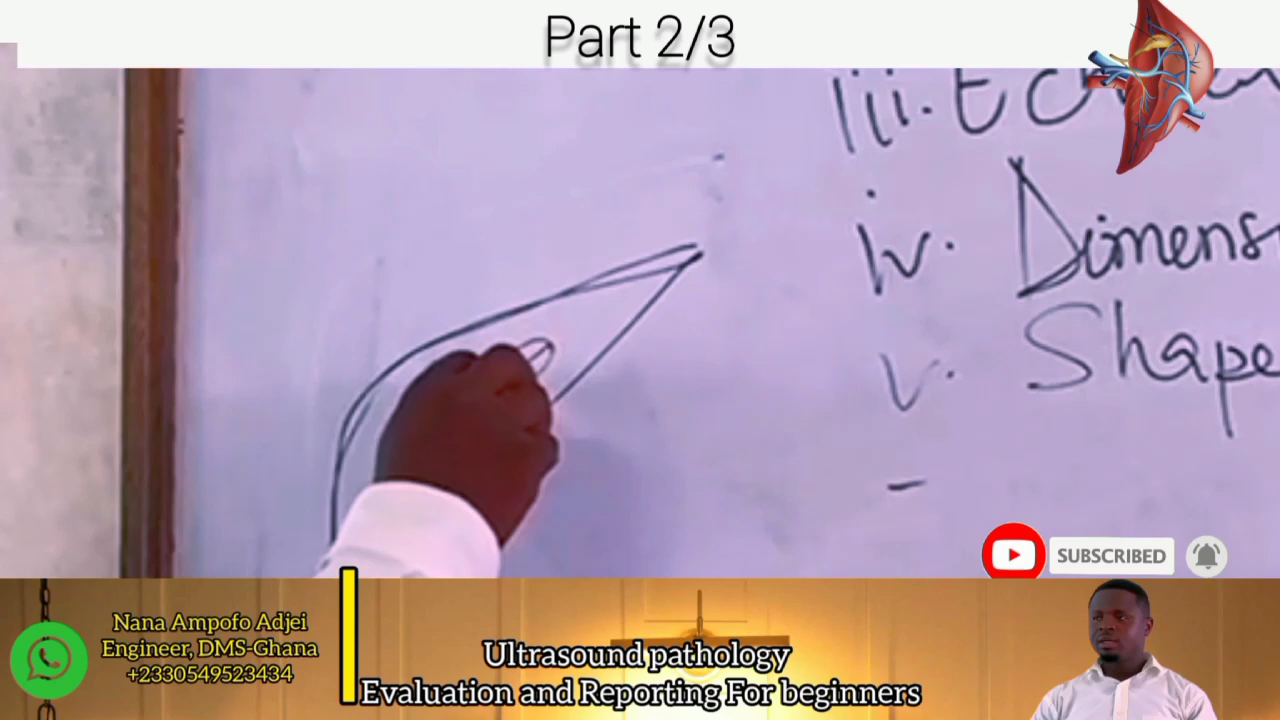 Part 2/3
iii.
iv. Dimens
v. Shape
-
SUBSCRIBED
Nana Ampofo Adjei
Engineer, DMS-Ghana
+2330549523434
Ultrasound pathology
Evaluation and Reporting For beginners